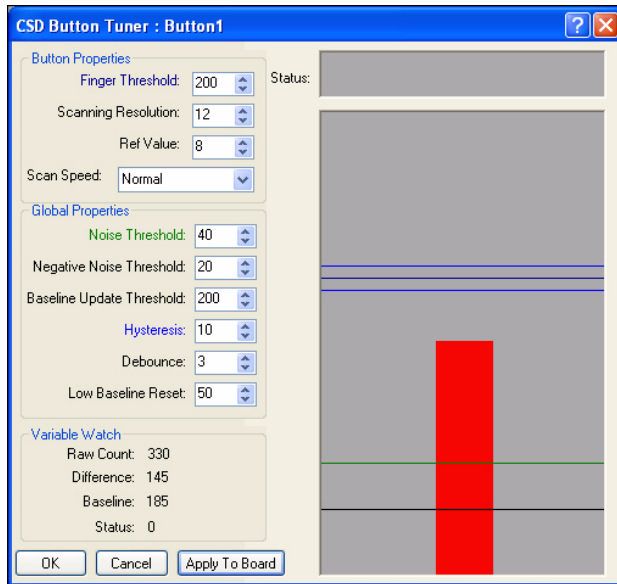 CSD Button Tuner : Button1
Button Properties
Finger Threshold: 200
Scanning Resolution: 12
Ref Value: 8
Scan Speed: Normal
Global Properties
Noise Threshold: 40
Negative Noise Threshold: 20
Baseline Update Threshold: 200
Hysteresis: 10
Debounce: 3
Low Baseline Reset: 50
Variable Watch
Raw Count: 330
Difference: 145
Baseline: 185
Status: 0
OK Cancel Apply To Board
Status: